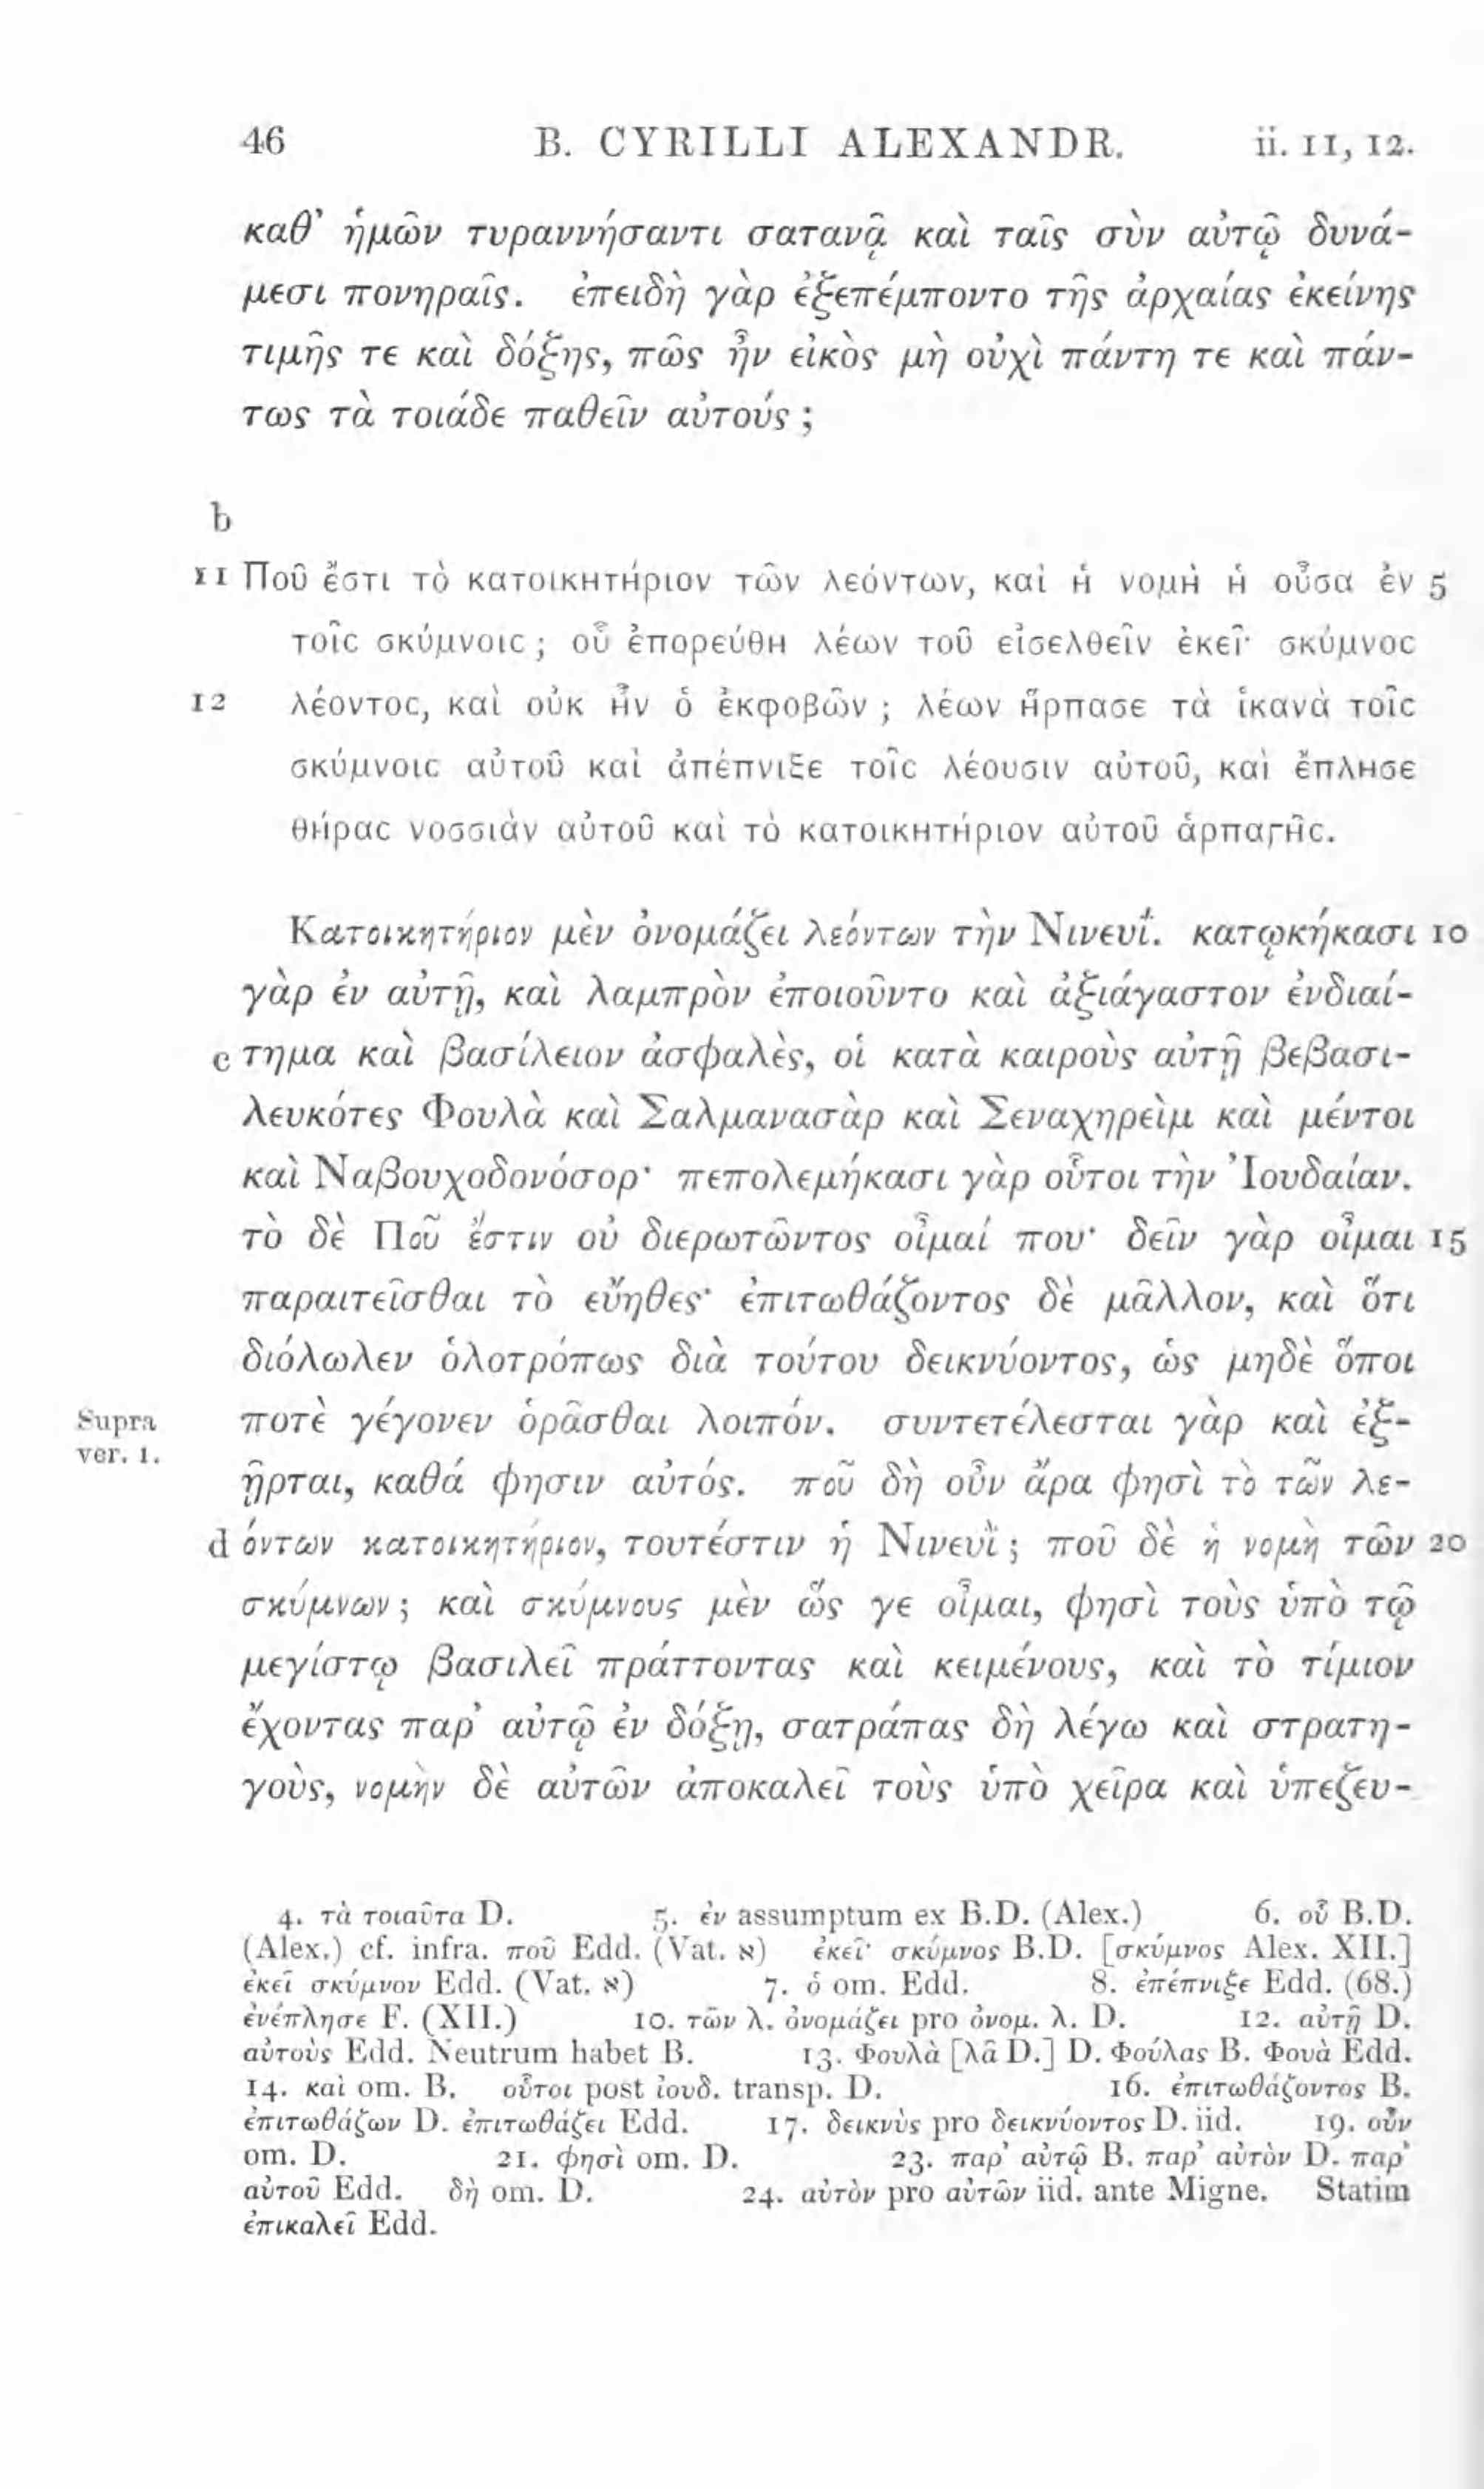 46 B. CYRILLI ALEXANDR. ii. 11, 12.
καθ’ ἡμῶν τυραννήσαντι σατανᾷ καὶ ταῖς σὺν αὐτῷ δυνά-
μεσι πονηραῖς. ἐπειδὴ γὰρ ἐξεπέμποντο τῆς ἀρχαίας ἐκείνης
τιμῆς τε καὶ δόξης, πῶς ἦν εἰκὸς μὴ οὐχὶ πάντη τε καὶ πάν-
τως τὰ τοιάδε παθεῖν αὐτούς ;
b
11 Ποῦ ἔστι τὸ κατοικητήριον τῶν λεόντων, καὶ ἡ νομὴ ἡ οὖσα ἐν 5
τοῖς σκύμνοις ; οὗ ἐπορεύθη λέων τοῦ εἰσελθεῖν ἐκεῖ· σκύμνος
12 λέοντος, καὶ οὐκ ἦν ὁ ἐκφοβῶν ; λέων ἥρπασε τὰ ἱκανὰ τοῖς
σκύμνοις αὐτοῦ καὶ ἀπέπνιξε τοῖς λέουσιν αὐτοῦ, καὶ ἔπλησε
θήρας νοσσιὰν αὐτοῦ καὶ τὸ κατοικητήριον αὐτοῦ ἁρπαγῆς.
Κατοικητήριον μὲν ὀνομάζει λεόντων τὴν Νινευΐ. κατῳκήκασι 10
γὰρ ἐν αὐτῇ, καὶ λαμπρὸν ἐποιοῦντο καὶ ἀξιάγαστον ἐνδιαί-
c τημα καὶ βασίλειον ἀσφαλὲς, οἱ κατὰ καιροὺς αὐτῇ βεβασι-
λευκότες Φουλὰ καὶ Σαλμανασὰρ καὶ Σεναχηρεὶμ καὶ μέντοι
καὶ Ναβουχοδονόσορ· πεπολεμήκασι γὰρ οὗτοι τὴν Ἰουδαίαν.
τὸ δὲ Ποῦ ἔστιν οὐ διερωτῶντος οἶμαί που· δεῖν γὰρ οἶμαι 15
παραιτεῖσθαι τὸ εὔηθες· ἐπιτωθάζοντος δὲ μᾶλλον, καὶ ὅτι
διόλωλεν ὁλοτρόπως διὰ τούτου δεικνύοντος, ὡς μηδὲ ὅποι
Supra ποτὲ γέγονεν ὁρᾶσθαι λοιπόν. συντετέλεσται γὰρ καὶ ἐξ-
ver. 1. ῇρται, καθά φησιν αὐτός. ποῦ δὴ οὖν ἄρα φησὶ τὸ τῶν λε-
d όντων κατοικητήριον, τουτέστιν ἡ Νινευΐ ; ποῦ δὲ ἡ νομὴ τῶν 20
σκύμνων ; καὶ σκύμνους μὲν ὥς γε οἶμαι, φησὶ τοὺς ὑπὸ τῷ
μεγίστῳ βασιλεῖ πράττοντας καὶ κειμένους, καὶ τὸ τίμιον
ἔχοντας παρ’ αὐτῷ ἐν δόξῃ, σατράπας δὴ λέγω καὶ στρατη-
γοὺς, νομὴν δὲ αὐτῶν ἀποκαλεῖ τοὺς ὑπὸ χεῖρα καὶ ὑπεζευ-
4. τὰ τοιαῦτα D. 5. ἐν assumptum ex B.D. (Alex.) 6. οὗ B.D.
(Alex.) cf. infra. ποῦ Edd. (Vat. א) ἐκεῖ· σκύμνος B.D. [σκύμνος Alex. XII.]
ἐκεῖ σκύμνον Edd. (Vat. א) 7. ὁ om. Edd. 8. ἐπέπνιξε Edd. (68.)
ἐνέπλησε F. (XII.) 10. τῶν λ. ὀνομάζει pro ὀνομ. λ. D. 12. αὐτῇ D.
αὐτοὺς Edd. Neutrum habet B. 13. Φουλὰ [λᾶ D.] D. Φούλας B. Φουὰ Edd.
14. καὶ om. B. οὗτοι post ἰουδ. transp. D. 16. ἐπιτωθάζοντος B.
ἐπιτωθάζων D. ἐπιτωθάζει Edd. 17. δεικνὺς pro δεικνύοντος D. iid. 19. οὖν
om. D. 21. φησὶ om. D. 23. παρ’ αὐτῷ B. παρ’ αὐτὸν D. παρ’
αὐτοῦ Edd. δὴ om. D. 24. αὐτὸν pro αὐτῶν iid. ante Migne. Statim
ἐπικαλεῖ Edd.